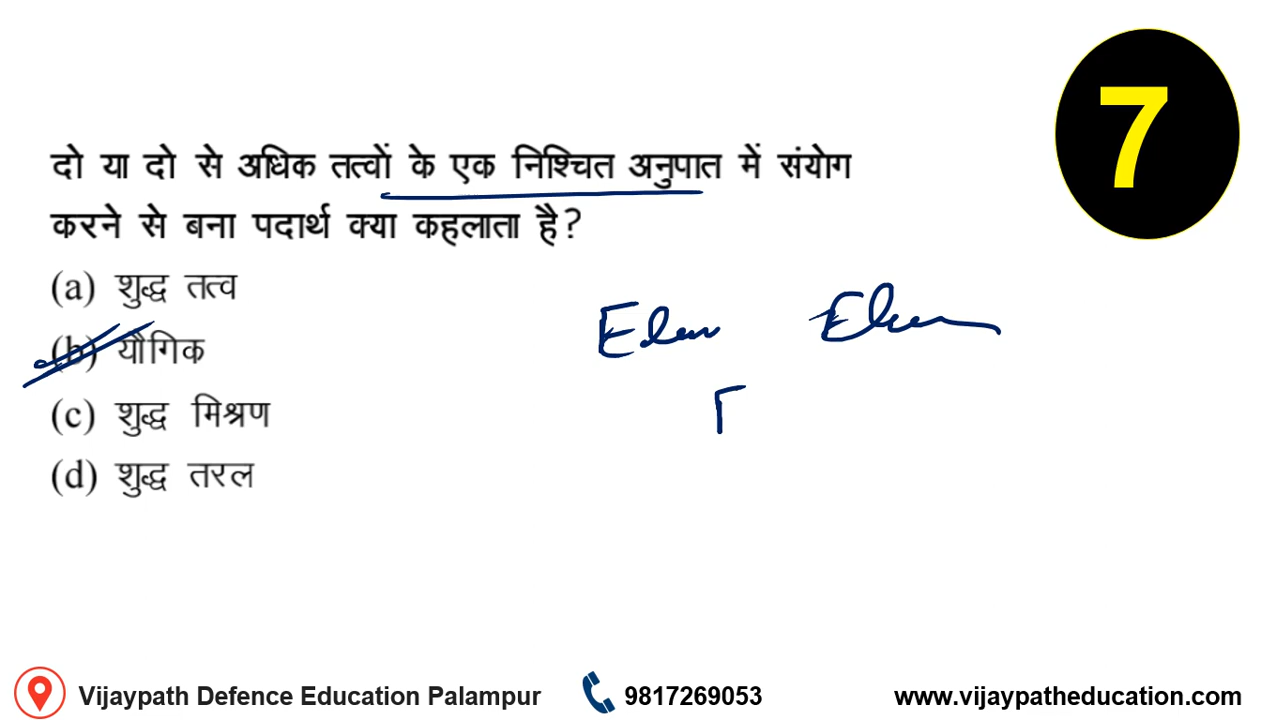 7
दो या दो से अधिक तत्वों के एक निश्चित अनुपात में संयोग
करने से बना पदार्थ क्या कहलाता है?
(a) शुद्ध तत्व
(b) यौगिक
(c) शुद्ध मिश्रण
(d) शुद्ध तरल
Vijaypath Defence Education Palampur 9817269053 www.vijaypatheducation.com